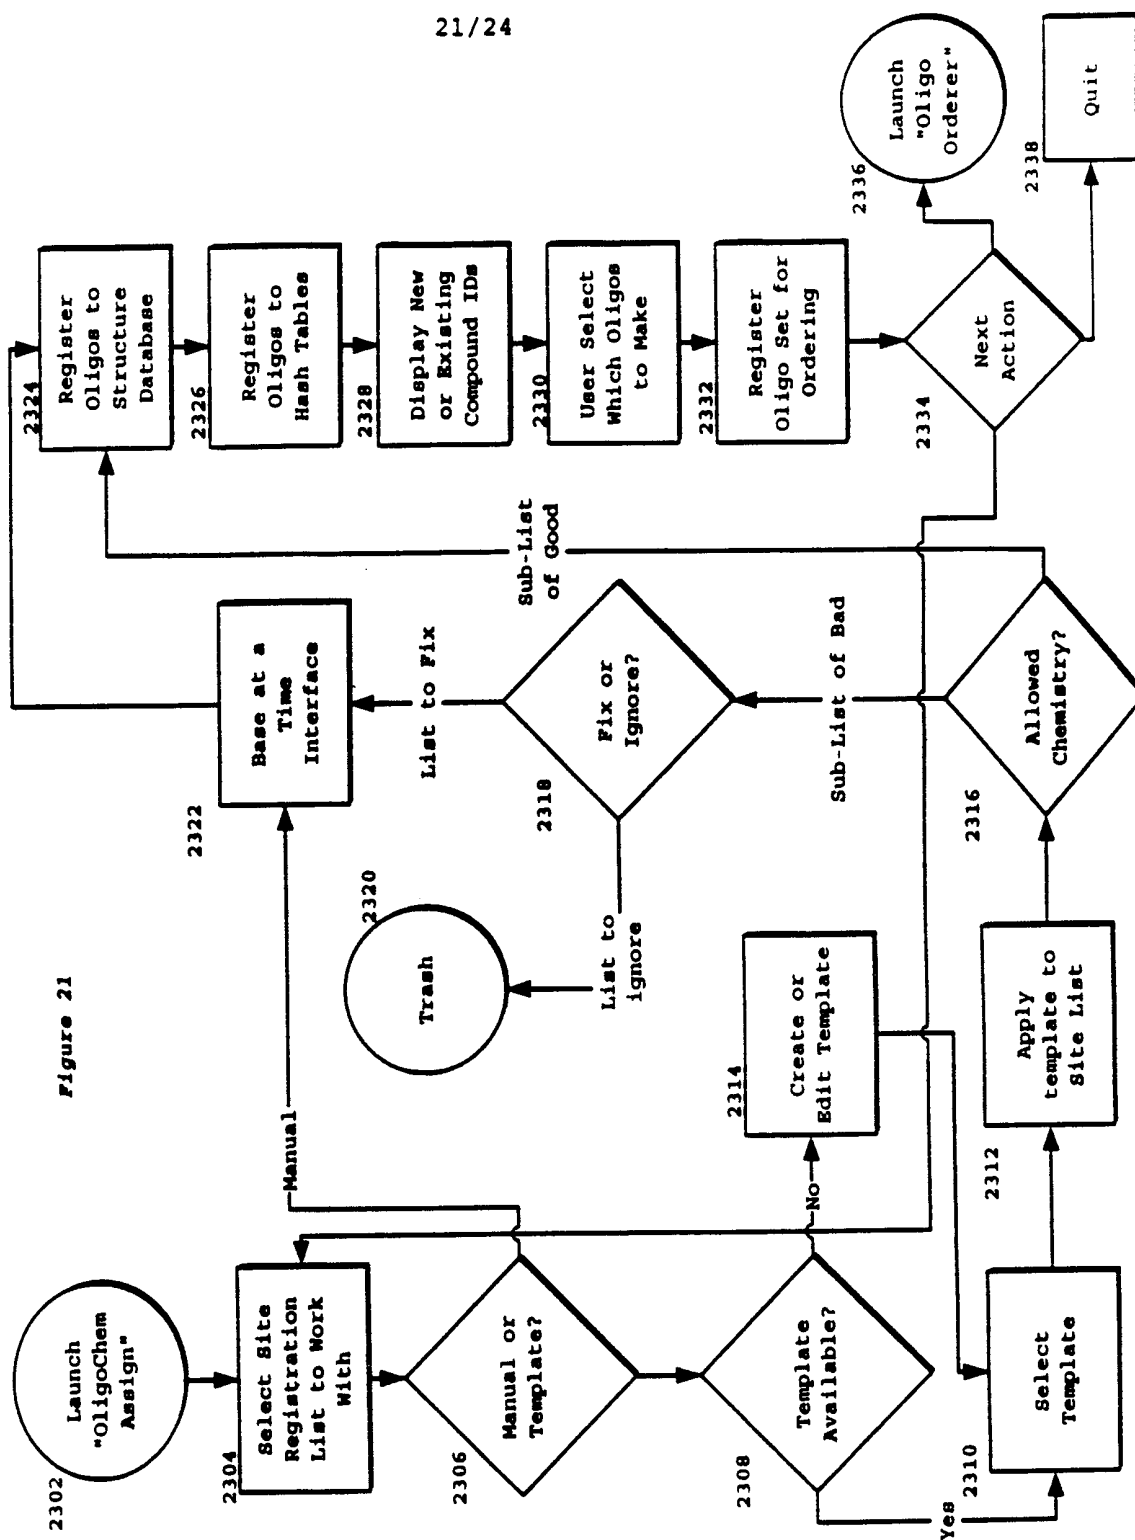 21/24
Figure 21
2302
Launch
"OligoChem
Assign"
2304
Select Site
Registration
List to Work
With
2306
Manual or
Template?
Manual
2308
Template
Available?
No
Yes
2310
Select
Template
2314
Create or
Edit Template
2312
Apply
template to
Site List
2316
Allowed
Chemistry?
Sub-List of Bad
Sub-List
of Good
2318
Fix or
Ignore?
List to
ignore
2320
Trash
List to Fix
2322
Base at a
Time
Interface
2324
Register
Oligos to
Structure
Database
2326
Register
Oligos to
Hash Tables
2328
Display New
or Existing
Compound IDs
2330
User Select
Which Oligos
to Make
2332
Register
Oligo Set for
Ordering
2334
Next
Action
2336
Launch
"Oligo
Orderer"
2338
Quit